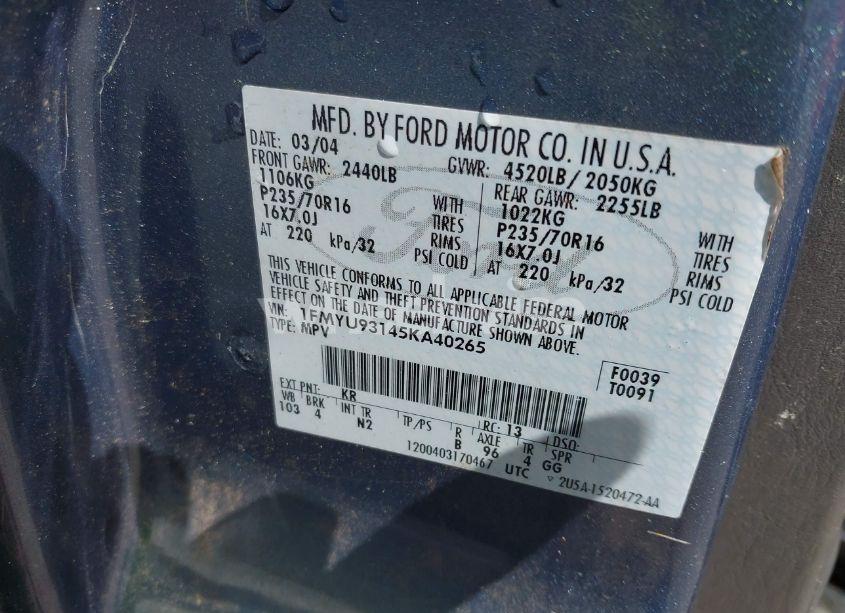 MFD. BY FORD MOTOR CO. IN U.S.A.
DATE: 03/04 GVWR: 4520LB/ 2050KG
FRONT GAWR: 2440LB REAR GAWR: 2255LB
1106KG WITH 1022KG WITH
P235/70R16 TIRES P235/70R16 TIRES
16X7.0J RIMS 16X7.0J RIMS
AT 220 kPa/32 PSI COLD AT 220 kPa/32 PSI COLD
THIS VEHICLE CONFORMS TO ALL APPLICABLE FEDERAL MOTOR
VEHICLE SAFETY AND THEFT PREVENTION STANDARDS IN
EFFECT ON THE DATE OF MANUFACTURE SHOWN ABOVE.
VIN: 1FMYU93145KA40265
TYPE: MPV
F0039
T0091
EXT PNT: KR RC: 13 DSO:
WB BRK INT TR TP/PS R AXLE TR SPR
103 4 N2 B 96 4 GG
1200403170467 UTC ▿ 2U5A-1520472-AA
Ford